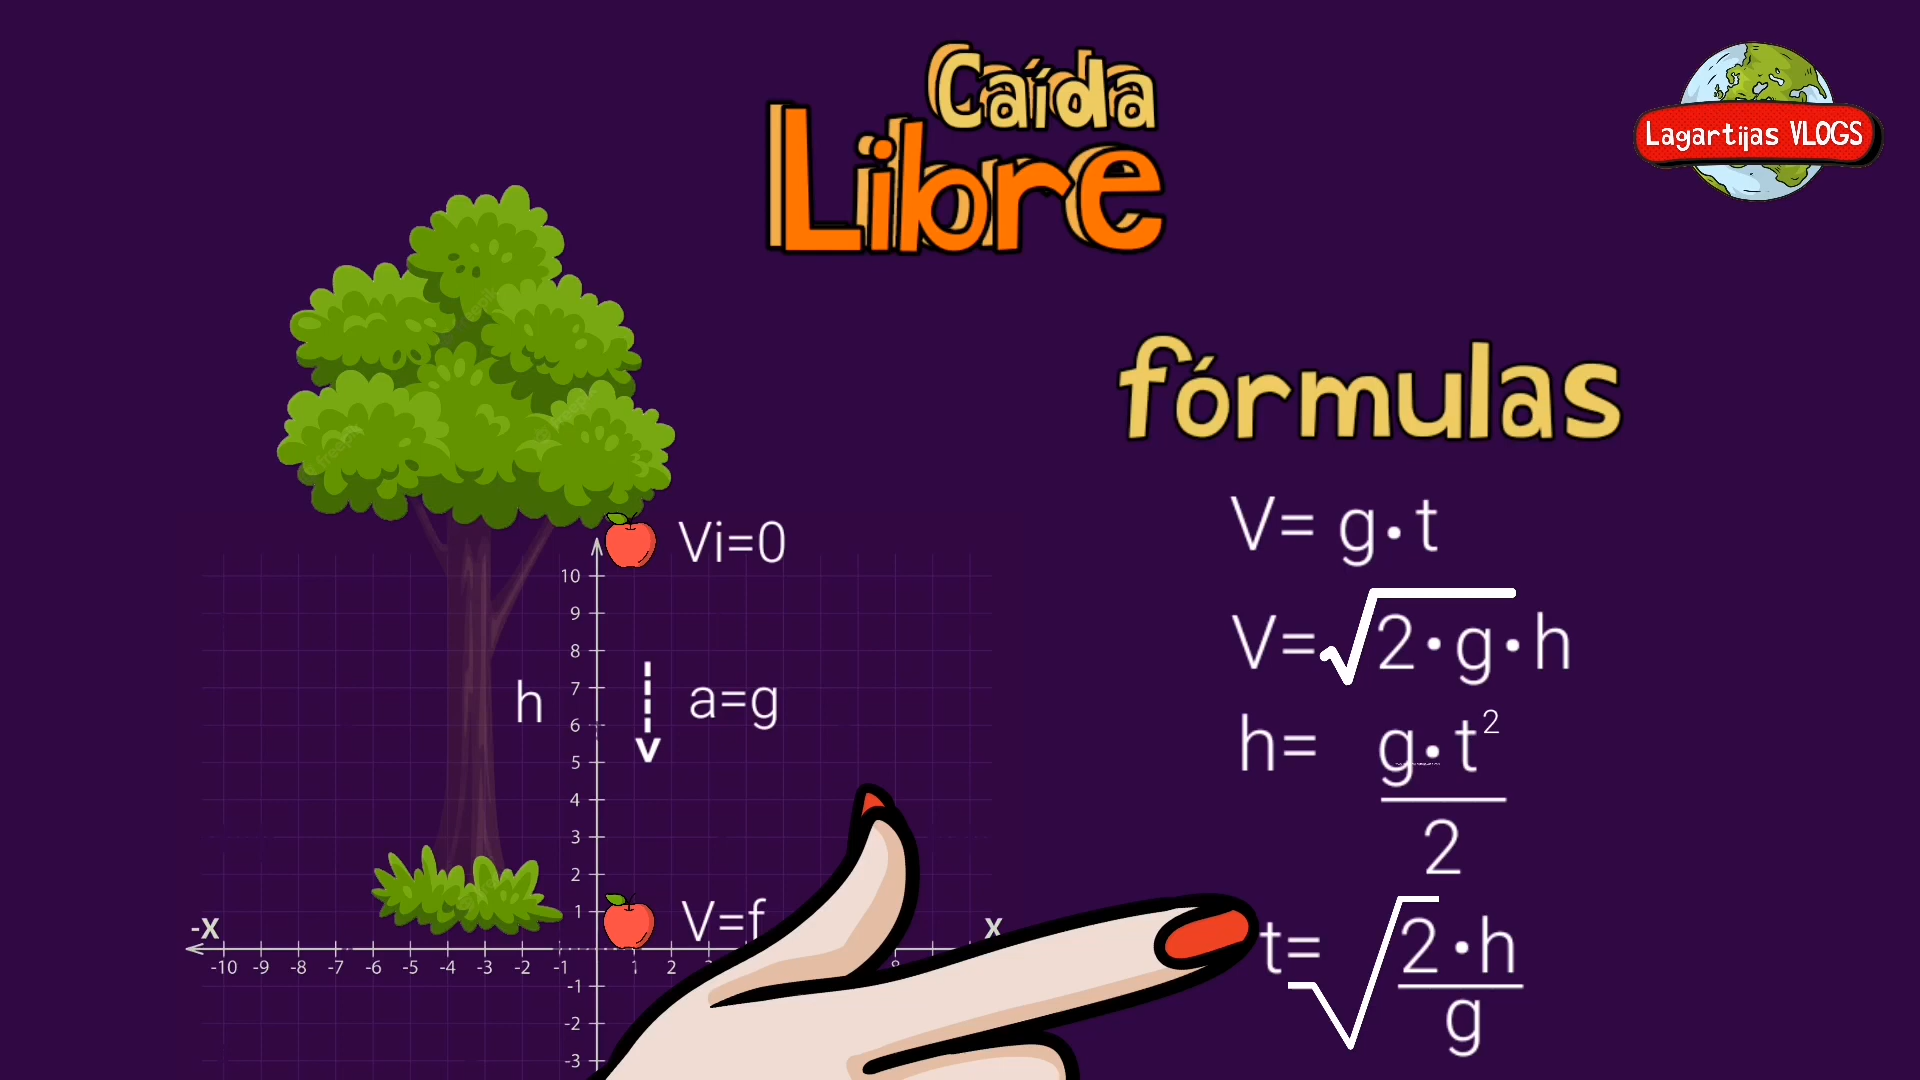 Caída
Libre
Lagartijas VLOGS
fórmulas
Vi=0
V= g·t
V=√2·g·h
h
a=g
h= g·t²
2
V=f
t= √2·h
g
-X
X
10
9
8
7
6
5
4
3
2
1
-10 -9 -8 -7 -6 -5 -4 -3 -2 -1 1 2
-1
-2
-3